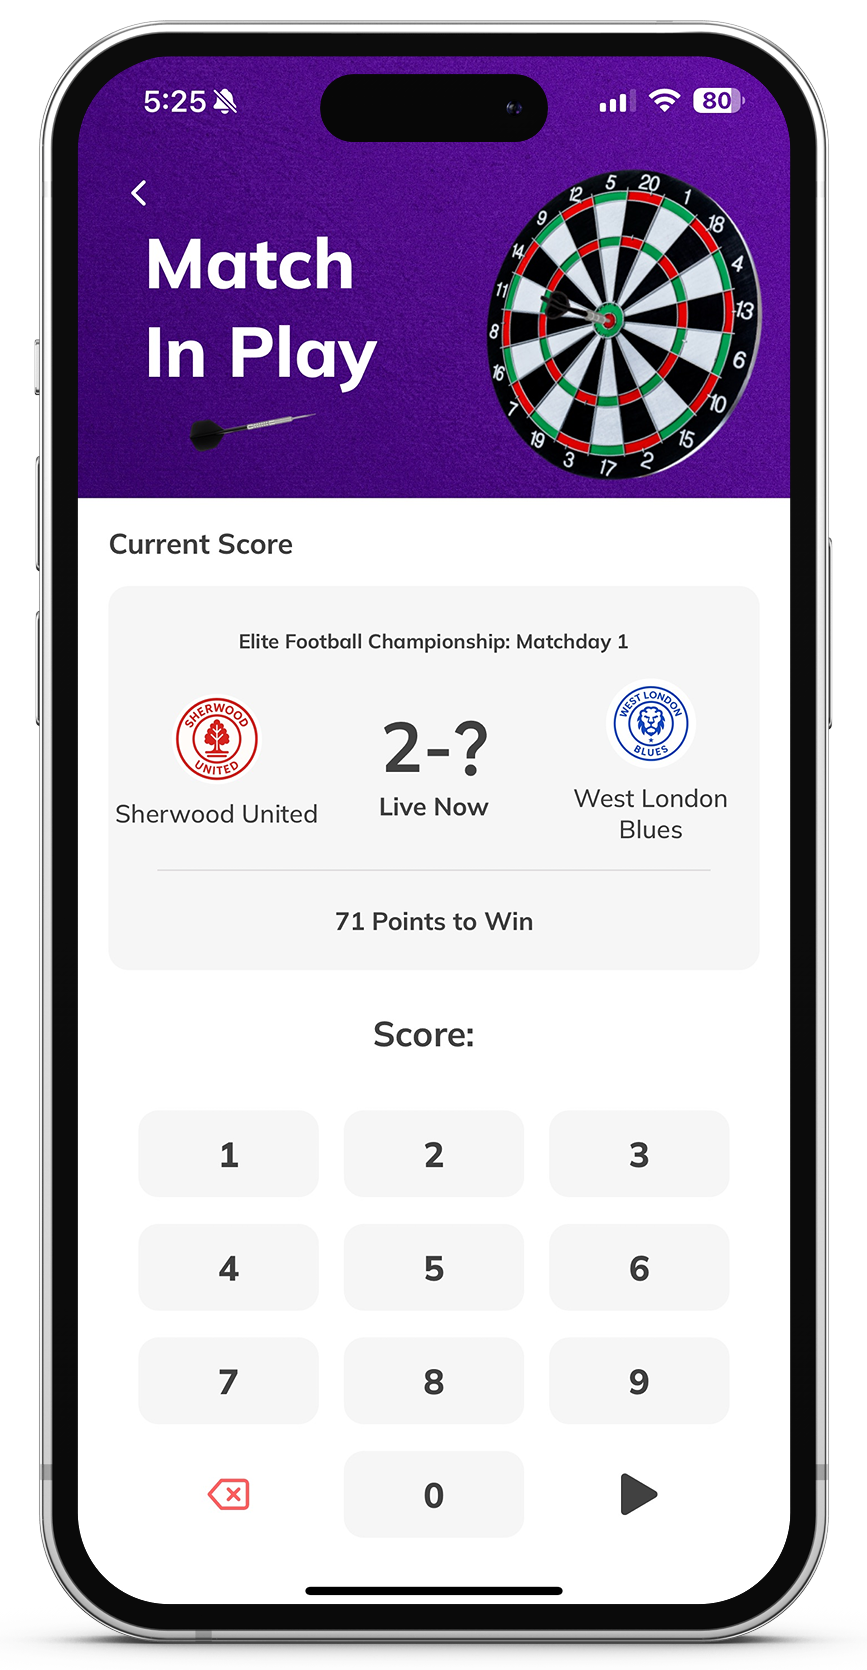 5:25
80
Match
In Play
5 20 1 18 4 13 6 10 15 2 17 3 19 7 16 8 11 14 9 12
Current Score
Elite Football Championship: Matchday 1
SHERWOOD
UNITED
2-?
WEST LONDON
BLUES
Sherwood United
Live Now
West London
Blues
71 Points to Win
Score:
1 2 3
4 5 6
7 8 9
0